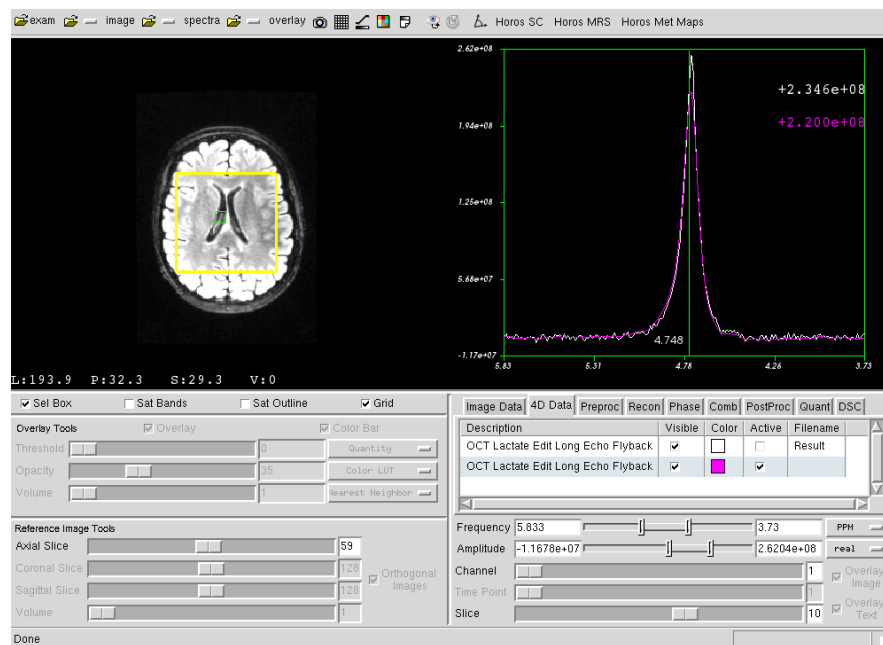 exam image spectra overlay Horos SC Horos MRS Horos Met Maps
2.62e+08
+2.346e+08
1.94e+08
+2.200e+08
1.25e+08
5.68e+07
4.748
-1.17e+07
5.83 5.31 4.78 4.26 3.73
L:193.9 P:32.3 S:29.3 V:0
Sel Box Sat Bands Sat Outline Grid
Overlay Tools Overlay Color Bar
Threshold 0 Quantity
Opacity 35 Color LUT
Volume 1 Nearest Neighbor
Reference Image Tools
Axial Slice 59
Coronal Slice 128
Sagittal Slice 128
Orthogonal
Images
Volume 1
Image Data 4D Data Preproc Recon Phase Comb PostProc Quant DSC
Description Visible Color Active Filename
OCT Lactate Edit Long Echo Flyback Result
OCT Lactate Edit Long Echo Flyback
Frequency 5.833 3.73 PPM
Amplitude -1.1678e+07 2.6204e+08 real
Channel 1
Overlay
Image
Time Point 1
Slice 10
Overlay
Text
Done